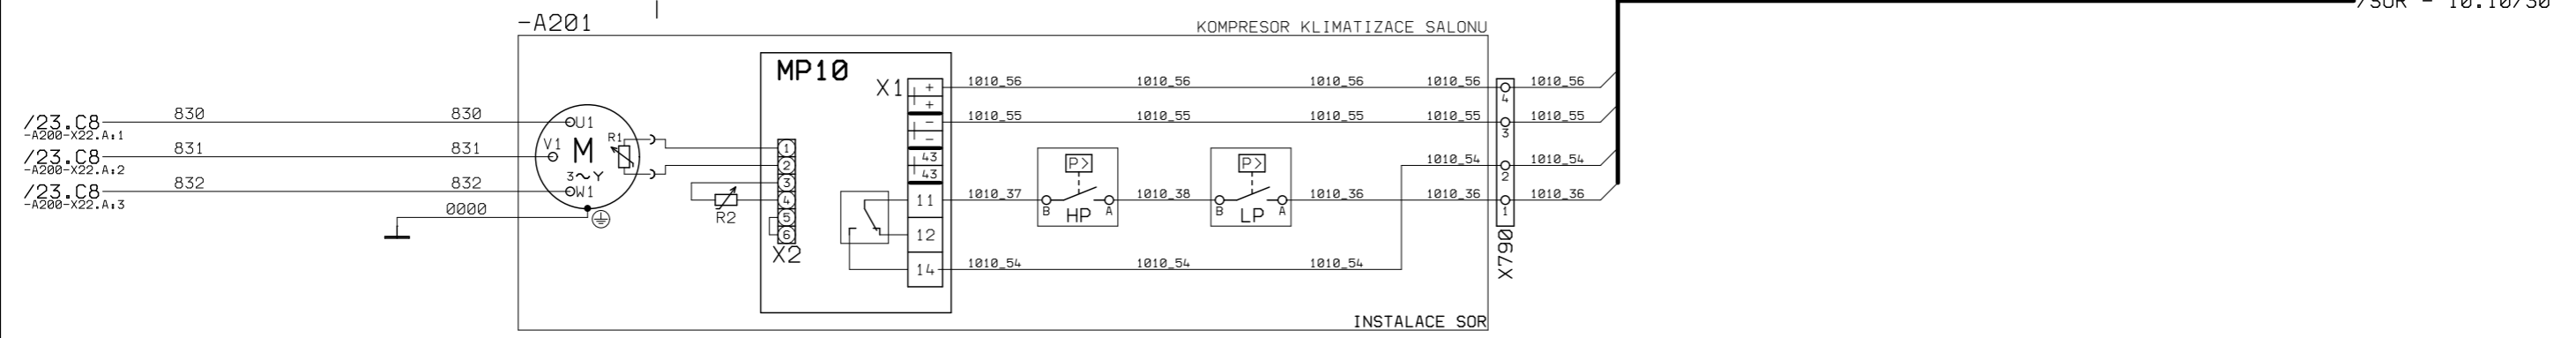 /SOR - 10.10/30
-A201
KOMPRESOR KLIMATIZACE SALONU
MP10
X1
+
+
-
-
43
43
11
12
14
1010_56 1010_56 1010_56 1010_56 1010_56
1010_55 1010_55 1010_55 1010_55 1010_55
1010_54 1010_54
1010_37 1010_38 1010_36 1010_36 1010_36
1010_54 1010_54 1010_54
P> P>
B HP A
B LP A
4
3
2
1
X790
/23.C8 830 830
-A200-X22.A:1
/23.C8 831 831
-A200-X22.A:2
/23.C8 832 832
-A200-X22.A:3
0000
U1
V1
M
3~Y
W1
R1
R2
1
2
3
4
5
6
X2
INSTALACE SOR